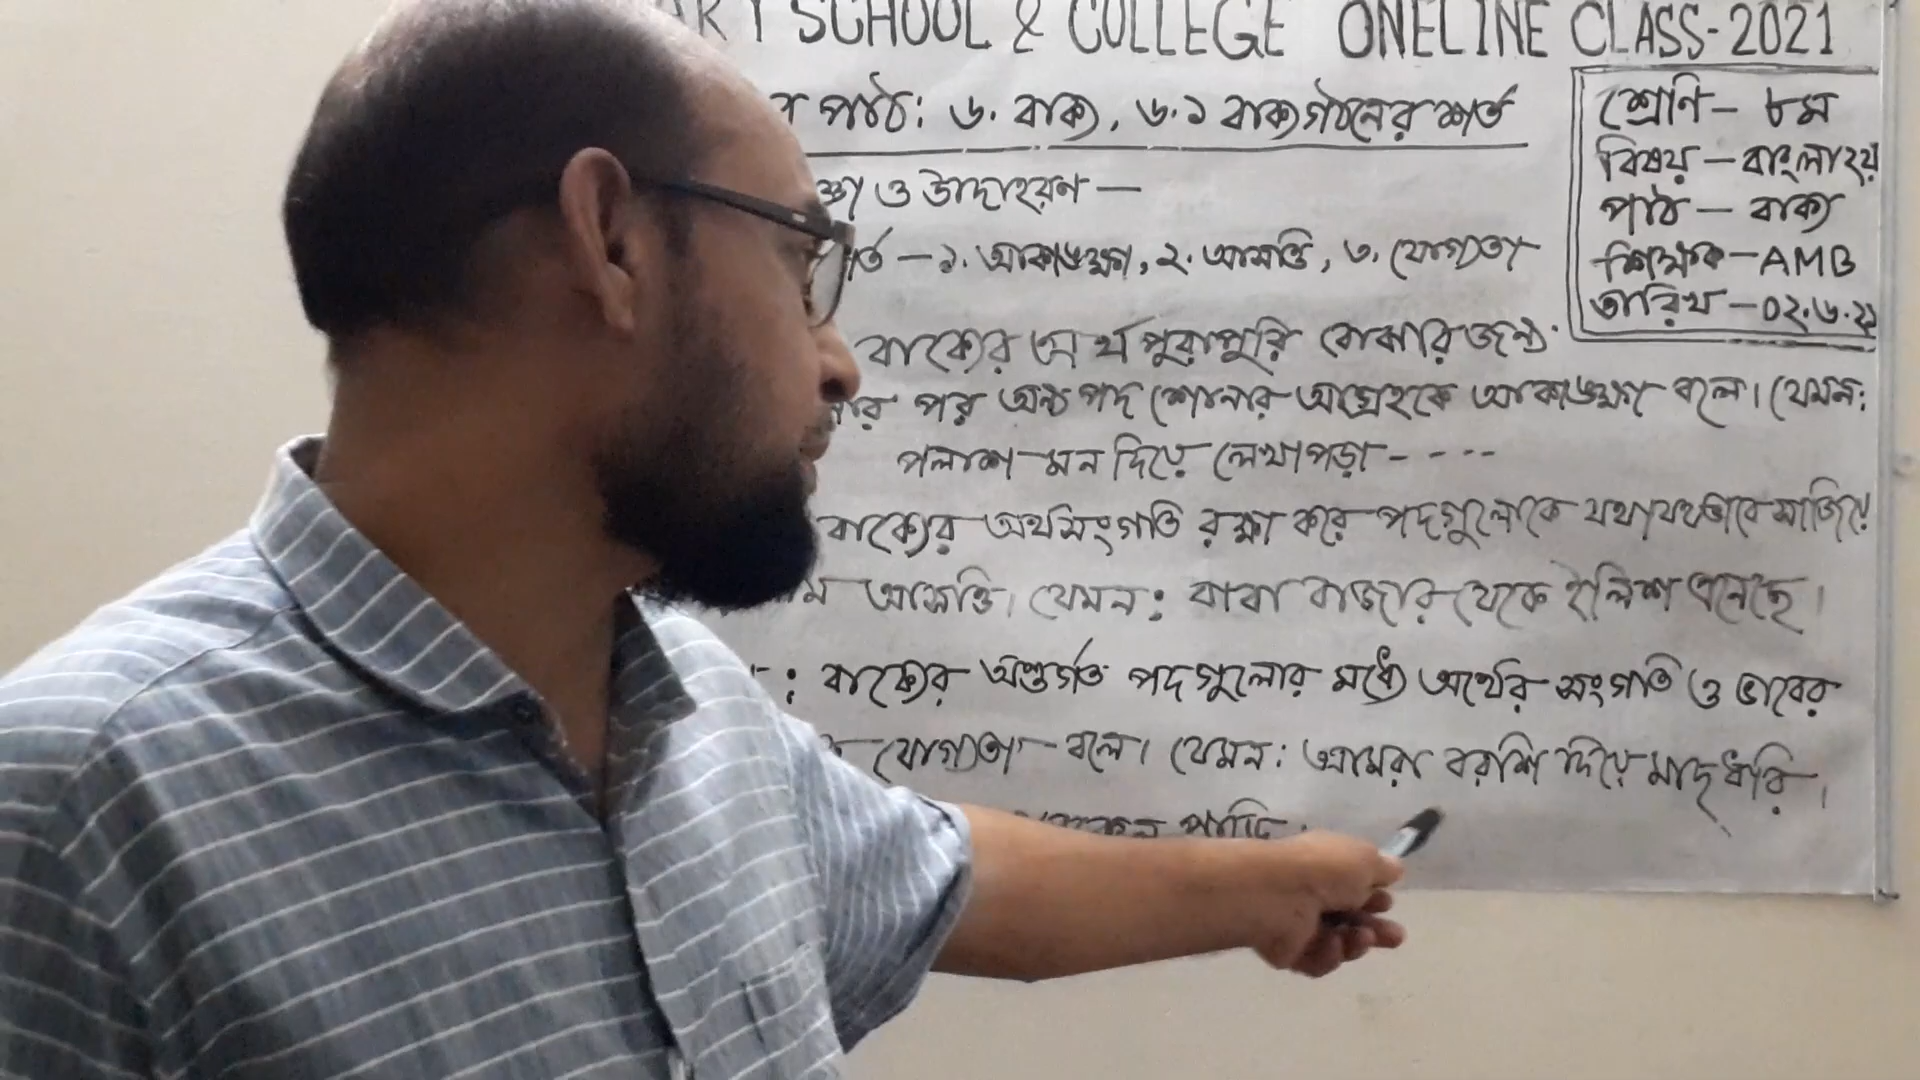 SCHOOL & COLLEGE ONELINE CLASS-2021
পাঠ: ৬. বাক্য, ৬.১ বাক্যগঠনের শর্ত
ও উদাহরণ —
— ১. আকাঙ্ক্ষা, ২. আসত্তি, ৩. যোগ্যতা
বাক্যের অর্থ পুরাপুরি বোঝার জন্য
পর অন্য পদ শোনার আগ্রহকে আকাঙ্ক্ষা বলে। যেমন:
পলাশ মন দিয়ে লেখাপড়া - - - -
বাক্যের অর্থসংগতি রক্ষা করে পদগুলোকে যথাযথভাবে সাজিয়ে
আসত্তি। যেমন: বাবা বাজার থেকে ইলিশ এনেছে।
: বাক্যের অন্তর্গত পদগুলোর মধ্যে অর্থের সংগতি ও ভাবের
যোগ্যতা বলে। যেমন: আমরা বরশি দিয়ে মাছ ধরি।
শ্রেণি - ৮ম
বিষয় - বাংলা ২য়
পাঠ - বাক্য
শিক্ষক - AMB
তারিখ - ০২.৬.২১